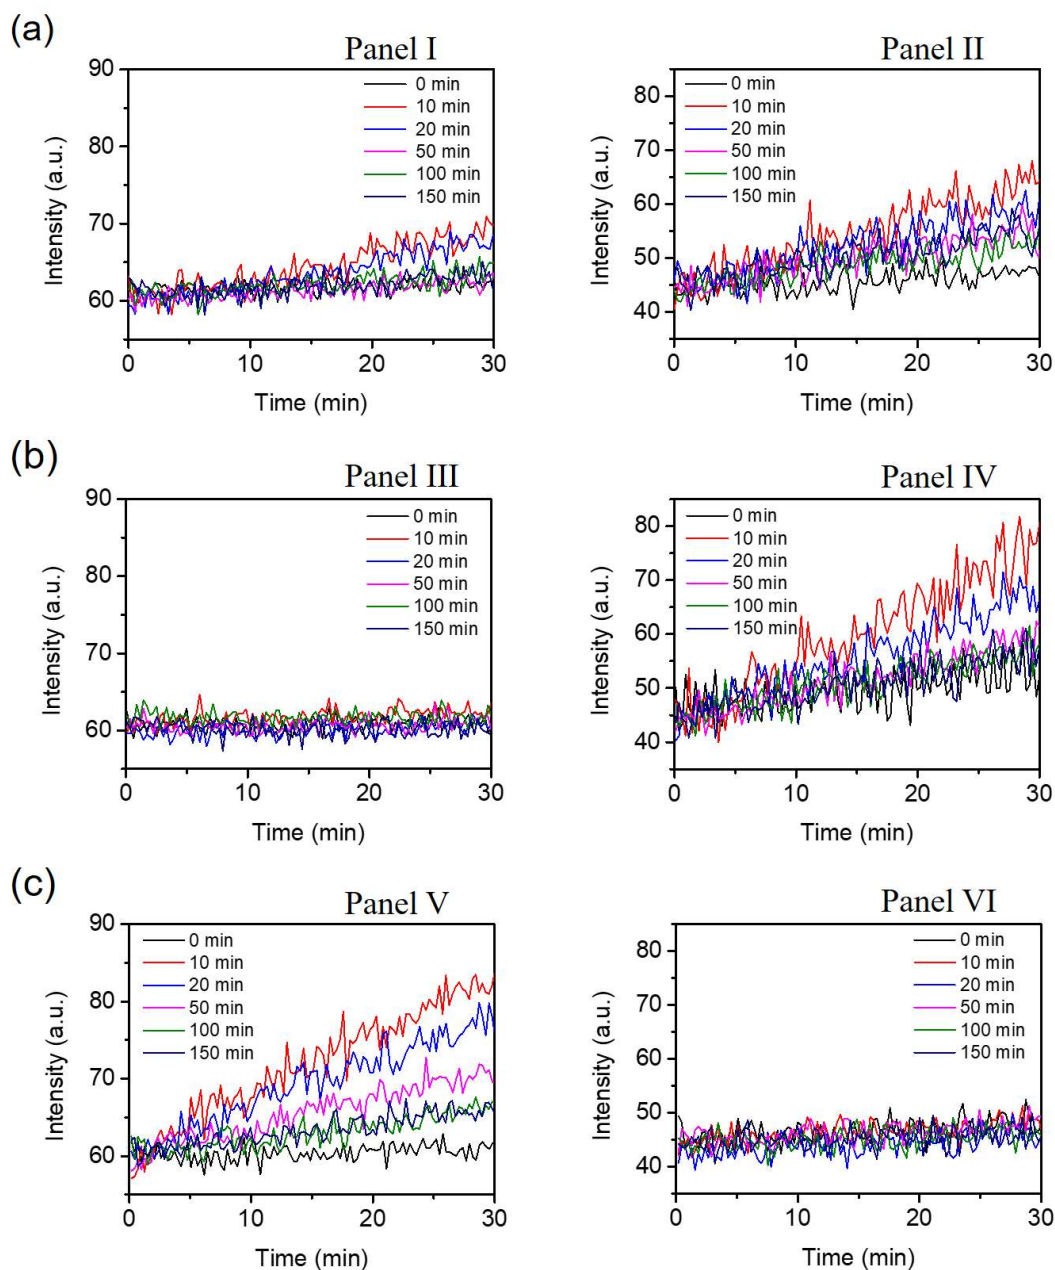 (a)
Panel I
90
80
70
60
0
10
20
30
Intensity (a.u.)
Time (min)
0 min
10 min
20 min
50 min
100 min
150 min
Panel II
80
70
60
50
40
0
10
20
30
Intensity (a.u.)
Time (min)
0 min
10 min
20 min
50 min
100 min
150 min
(b)
Panel III
90
80
70
60
0
10
20
30
Intensity (a.u.)
Time (min)
0 min
10 min
20 min
50 min
100 min
150 min
Panel IV
80
70
60
50
40
0
10
20
30
Intensity (a.u.)
Time (min)
0 min
10 min
20 min
50 min
100 min
150 min
(c)
Panel V
90
80
70
60
0
10
20
30
Intensity (a.u.)
Time (min)
0 min
10 min
20 min
50 min
100 min
150 min
Panel VI
80
70
60
50
40
0
10
20
30
Intensity (a.u.)
Time (min)
0 min
10 min
20 min
50 min
100 min
150 min